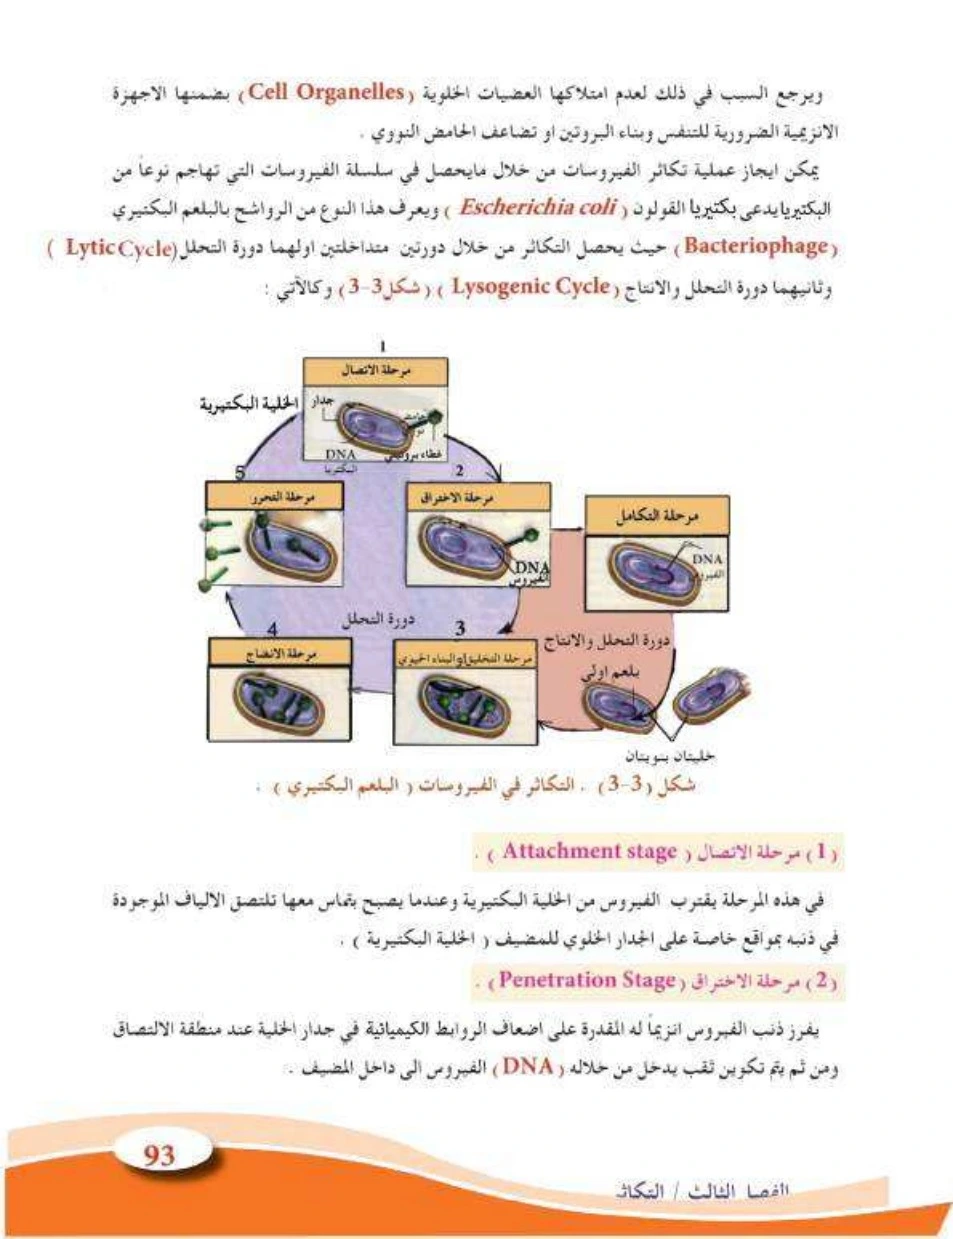 ويرجع السبب في ذلك لعدم امتلاكها العضيات الخلوية (Cell Organelles) بضمنها الاجهزة
الانزيمية الضرورية للتنفس وبناء البروتين او تضاعف الحامض النووي .
يمكن ايجاز عملية تكاثر الفيروسات من خلال مايحصل في سلسلة الفيروسات التي تهاجم نوعاً من
البكتيريا يدعى بكتيريا القولون (Escherichia coli) ويعرف هذا النوع من الرواشح بالبلعم البكتيري
(Bacteriophage) حيث يحصل التكاثر من خلال دورتين متداخلتين اولهما دورة التحلل (Lytic Cycle)
وثانيهما دورة التحلل والانتاج (Lysogenic Cycle) (شكل 3-3) وكالآتي :
1
مرحلة الاتصال
الخلية البكتيرية
جدار
DNA
البكتريا
غطاء بروتيني
2
مرحلة الاختراق
DNA
الفيروس
مرحلة التكامل
DNA
الفيروس
5
مرحلة التحرر
دورة التحلل
دورة التحلل والانتاج
بلعم اولي
3
مرحلة التخليق او البناء الحيوي
4
مرحلة الانضاج
خليتان بنويتان
شكل (3-3) . التكاثر في الفيروسات ( البلعم البكتيري ) .
(1) مرحلة الاتصال ( Attachment stage ) .
في هذه المرحلة يقترب الفيروس من الخلية البكتيرية وعندما يصبح بتماس معها تلتصق الالياف الموجودة
في ذنبه بمواقع خاصة على الجدار الخلوي للمضيف ( الخلية البكتيرية ) .
(2) مرحلة الاختراق (Penetration Stage) .
يفرز ذنب الفيروس انزيماً له المقدرة على اضعاف الروابط الكيميائية في جدار الخلية عند منطقة الالتصاق
ومن ثم يتم تكوين ثقب يدخل من خلاله (DNA) الفيروس الى داخل المضيف .
93
الفصل الثالث / التكاثر